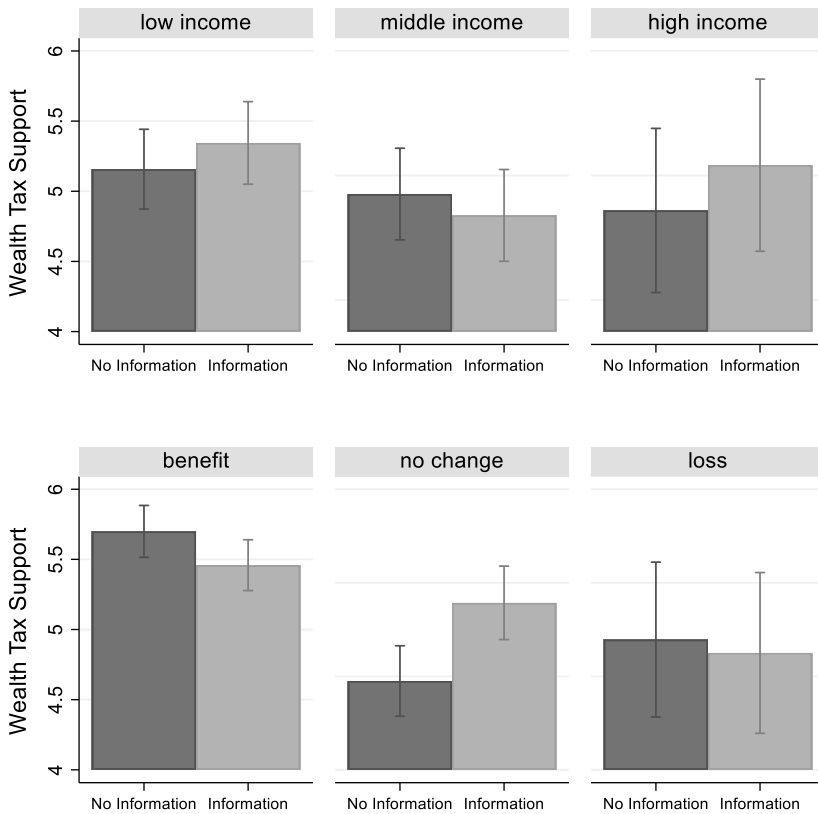 low income
middle income
high income
Wealth Tax Support
6
5.5
5
4.5
4
No Information
Information
No Information
Information
No Information
Information
benefit
no change
loss
Wealth Tax Support
6
5.5
5
4.5
4
No Information
Information
No Information
Information
No Information
Information